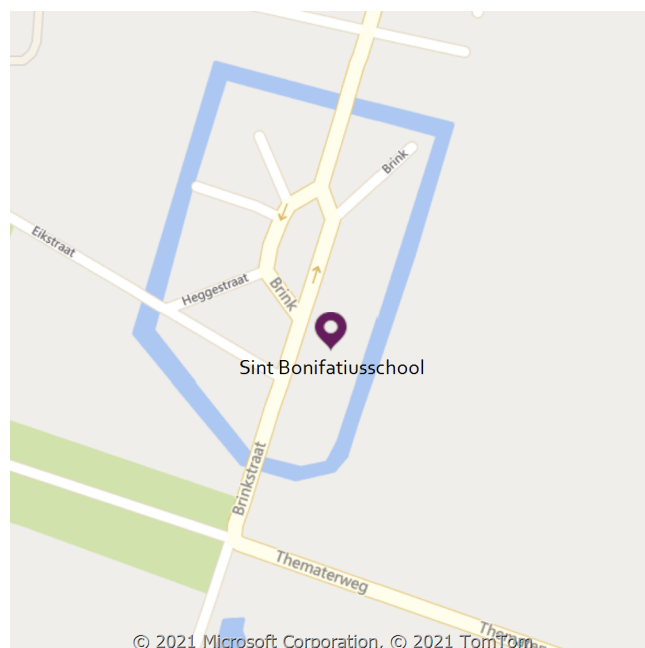 Brink
Eikstraat
Heggestraat
Brink
Sint Bonifatiusschool
Brinkstraat
Thematerweg
© 2021 Microsoft Corporation, © 2021 TomTom